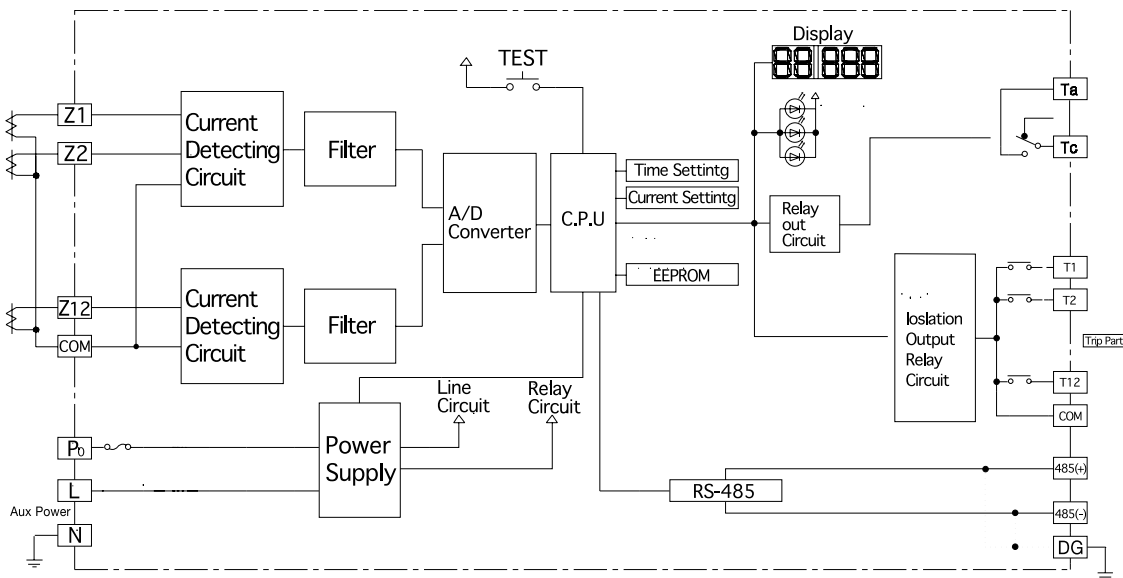 Display
88 888
TEST
Z1
Z2
Current
Detecting
Circuit
Filter
A/D
Converter
C.P.U
Time Settintg
Current Settintg
EEPROM
Relay
out
Circuit
Ta
Tc
Z12
COM
Current
Detecting
Circuit
Filter
Ioslation
Output
Relay
Circuit
T1
T2
Trip Part
T12
COM
Line
Circuit
Relay
Circuit
Power
Supply
P₀
L
Aux Power
N
RS-485
485(+)
485(-)
DG